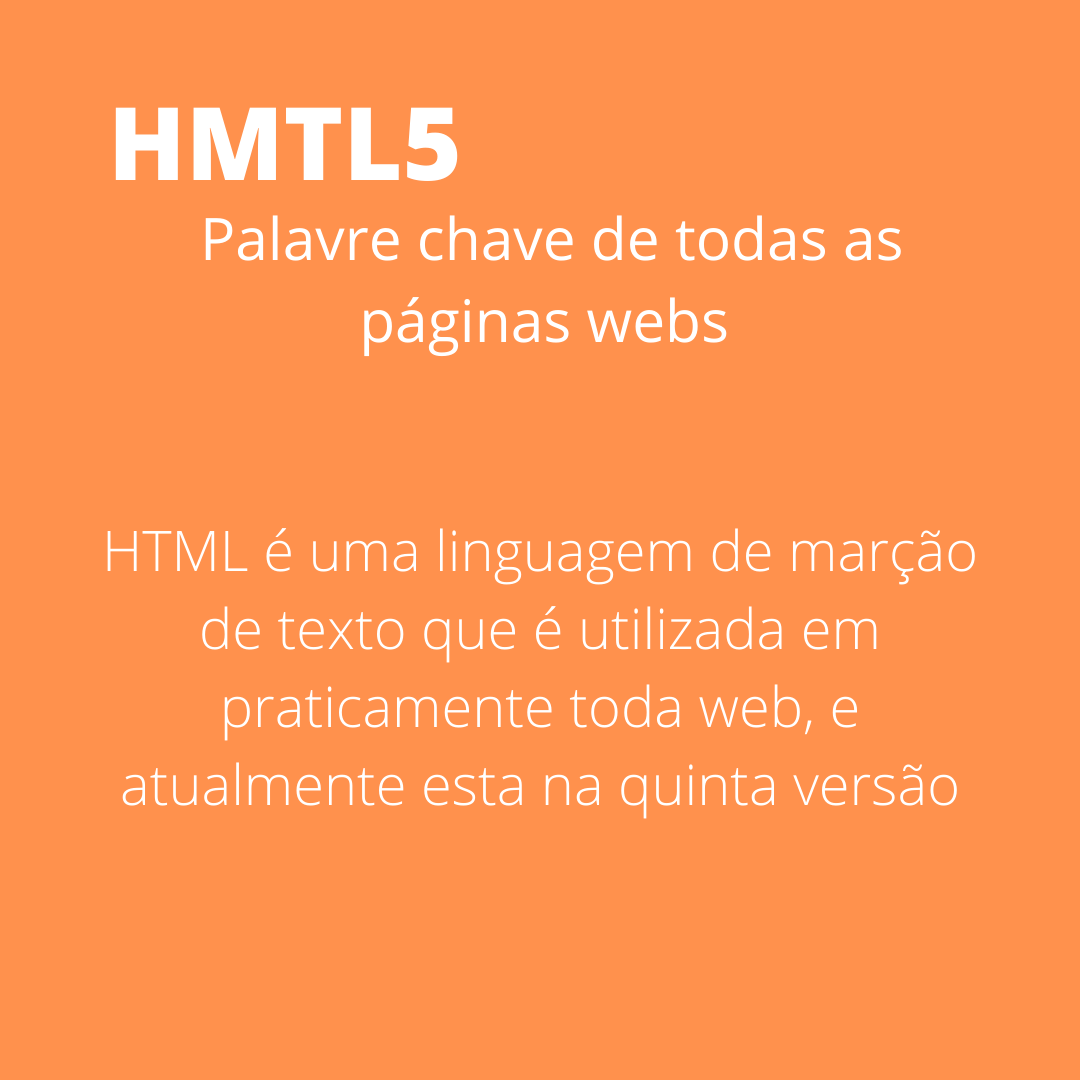 HMTL5
Palavre chave de todas as
páginas webs
HTML é uma linguagem de marção
de texto que é utilizada em
praticamente toda web, e
atualmente esta na quinta versão